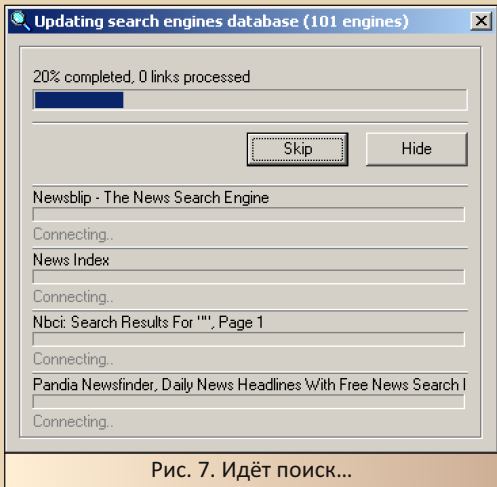 Updating search engines database (101 engines)
20% completed, 0 links processed
Skip Hide
Newsblip - The News Search Engine
Connecting..
News Index
Connecting..
Nbci: Search Results For "", Page 1
Connecting..
Pandia Newsfinder, Daily News Headlines With Free News Search
Connecting..
Рис. 7. Идёт поиск...